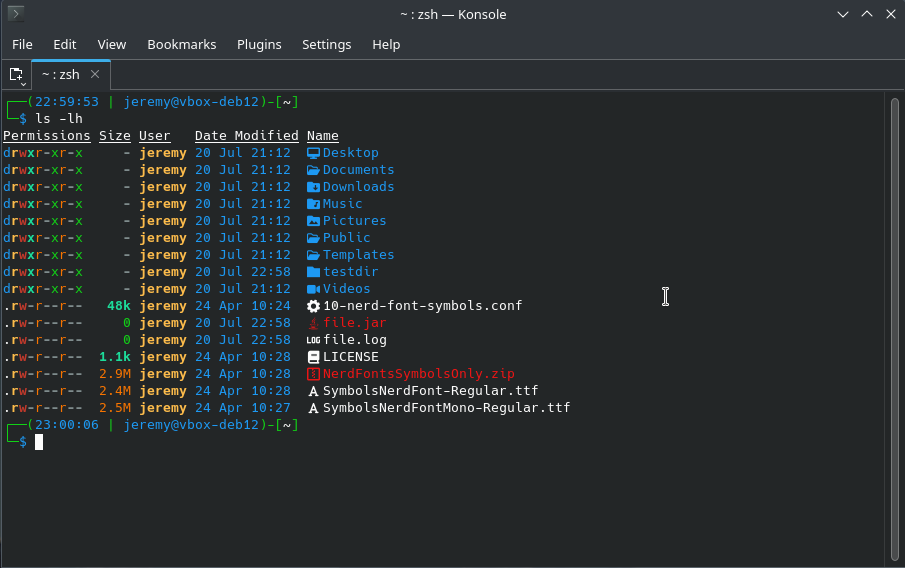 ~ : zsh — Konsole
File Edit View Bookmarks Plugins Settings Help
~ : zsh
┌──(22:59:53 | jeremy@vbox-deb12)-[~]
└─$ ls -lh
Permissions Size User   Date Modified Name
drwxr-xr-x     - jeremy 20 Jul 21:12  Desktop
drwxr-xr-x     - jeremy 20 Jul 21:12  Documents
drwxr-xr-x     - jeremy 20 Jul 21:12  Downloads
drwxr-xr-x     - jeremy 20 Jul 21:12  Music
drwxr-xr-x     - jeremy 20 Jul 21:12  Pictures
drwxr-xr-x     - jeremy 20 Jul 21:12  Public
drwxr-xr-x     - jeremy 20 Jul 21:12  Templates
drwxr-xr-x     - jeremy 20 Jul 22:58  testdir
drwxr-xr-x     - jeremy 20 Jul 21:12  Videos
.rw-r--r--   48k jeremy 24 Apr 10:24  10-nerd-font-symbols.conf
.rw-r--r--     0 jeremy 20 Jul 22:58  file.jar
.rw-r--r--     0 jeremy 20 Jul 22:58  LOG file.log
.rw-r--r--  1.1k jeremy 24 Apr 10:28  LICENSE
.rw-r--r--  2.9M jeremy 24 Apr 10:28  NerdFontsSymbolsOnly.zip
.rw-r--r--  2.4M jeremy 24 Apr 10:28  A SymbolsNerdFont-Regular.ttf
.rw-r--r--  2.5M jeremy 24 Apr 10:27  A SymbolsNerdFontMono-Regular.ttf
┌──(23:00:06 | jeremy@vbox-deb12)-[~]
└─$